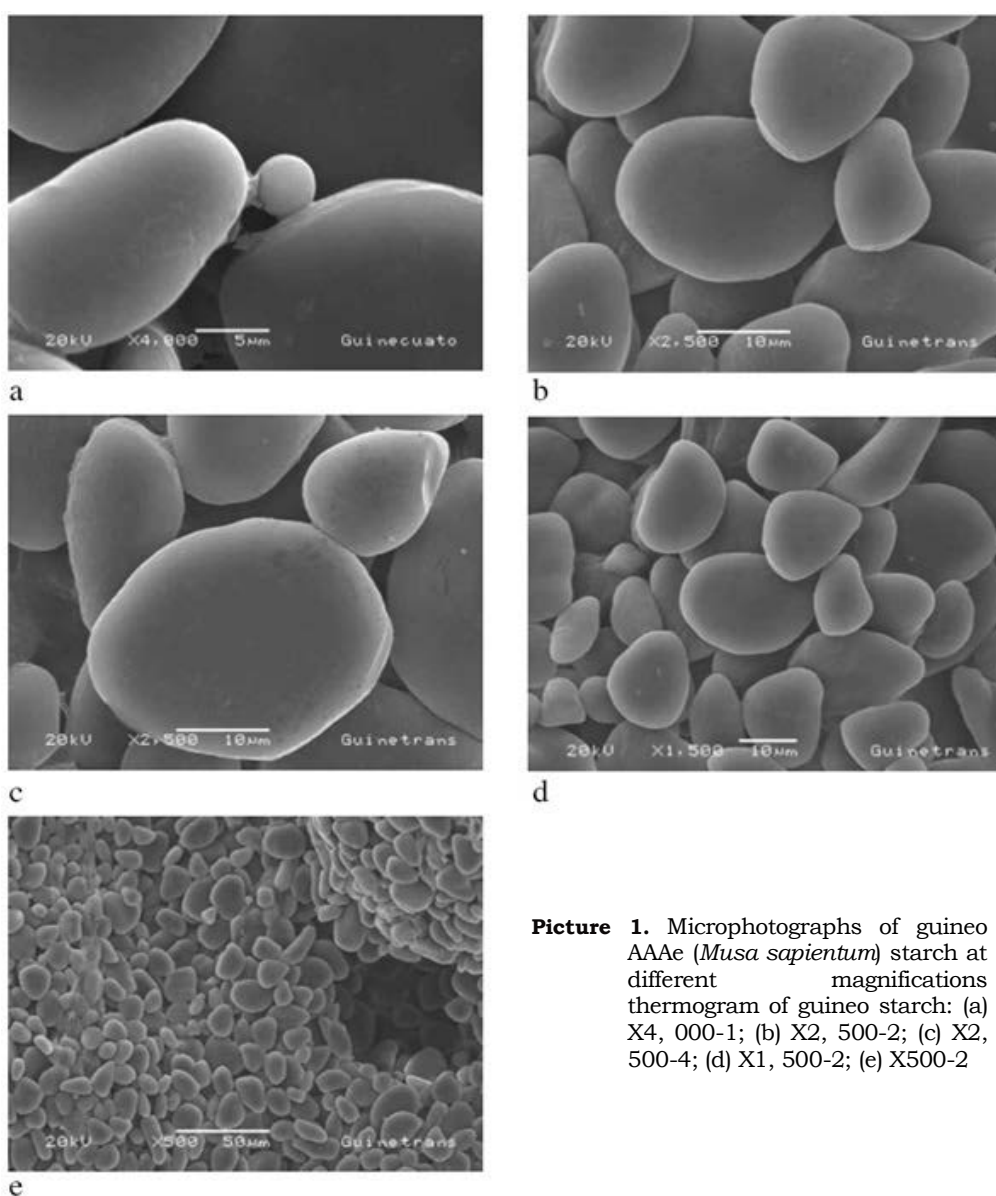 20kV X4,000 5µm Guinecuato
a
20kV X2,500 10µm Guinetrans
b
20kV X2,500 10µm Guinetrans
c
20kV X1,500 10µm Guinetrans
d
20kV X500 50µm Guinetrans
e
Picture 1. Microphotographs of guineo
AAAe (Musa sapientum) starch at
different magnifications
thermogram of guineo starch: (a)
X4, 000-1; (b) X2, 500-2; (c) X2,
500-4; (d) X1, 500-2; (e) X500-2